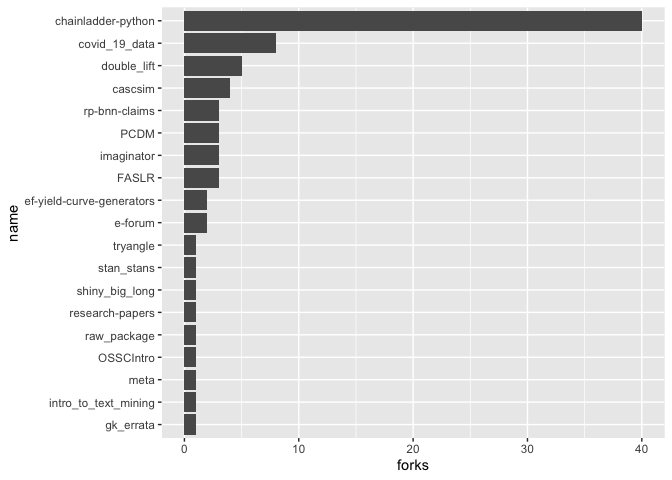 chainladder-python
covid_19_data
double_lift
cascsim
rp-bnn-claims
PCDM
imaginator
FASLR
ef-yield-curve-generators
e-forum
tryangle
stan_stans
shiny_big_long
research-papers
raw_package
OSSCIntro
meta
intro_to_text_mining
gk_errata
name
0 10 20 30 40
forks